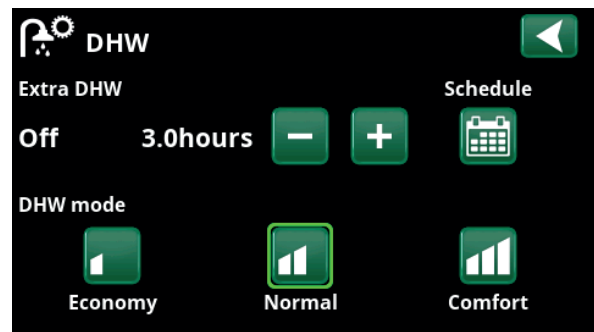 DHW
Extra DHW Schedule
Off 3.0hours
DHW mode
Economy Normal Comfort